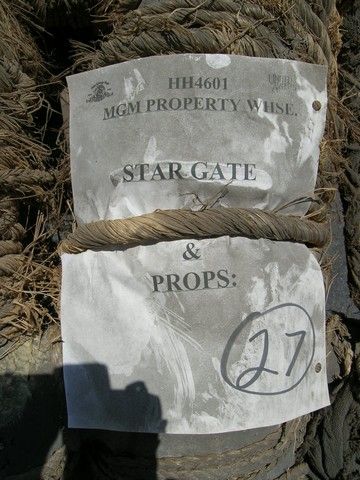 HH4601
MGM PROPERTY WHSE.
STAR GATE
&
PROPS:
27